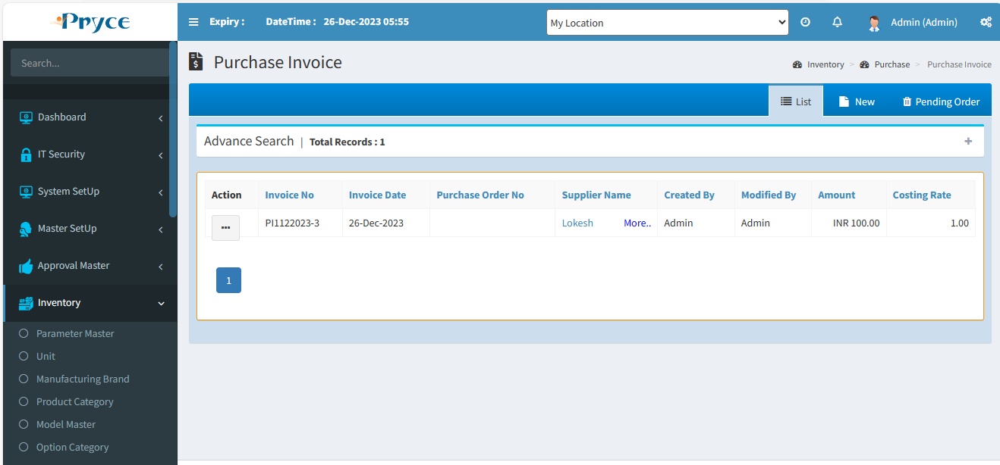 Pryce
Expiry : DateTime : 26-Dec-2023 05:55 My Location Admin (Admin)
Search...
Purchase Invoice
Inventory > Purchase > Purchase Invoice
List New Pending Order
Advance Search | Total Records : 1 +
Action Invoice No Invoice Date Purchase Order No Supplier Name Created By Modified By Amount Costing Rate
PI1122023-3 26-Dec-2023 Lokesh More.. Admin Admin INR 100.00 1.00
1
Dashboard
IT Security
System SetUp
Master SetUp
Approval Master
Inventory
Parameter Master
Unit
Manufacturing Brand
Product Category
Model Master
Option Category